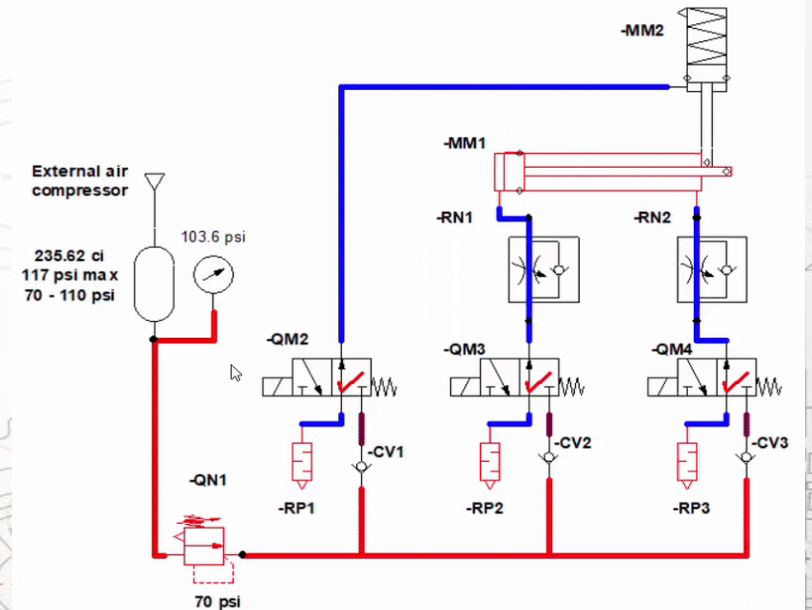 -MM2
-MM1
External air
compressor
-RN1
-RN2
103.6 psi
235.62 ci
117 psi max
70 - 110 psi
-QM2
-QM3
-QM4
-CV1
-CV2
-CV3
-QN1
-RP1
-RP2
-RP3
70 psi